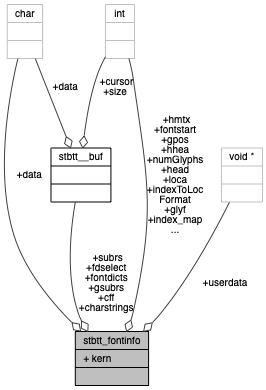 char
int
+data
+cursor
+size
+hmtx
+fontstart
+gpos
+hhea
+numGlyphs
+head
+loca
+indexToLoc
Format
+glyf
+index_map
...
stbtt__buf
void *
+data
+subrs
+fdselect
+fontdicts
+gsubrs
+cff
+charstrings
+userdata
stbtt_fontinfo
+ kern